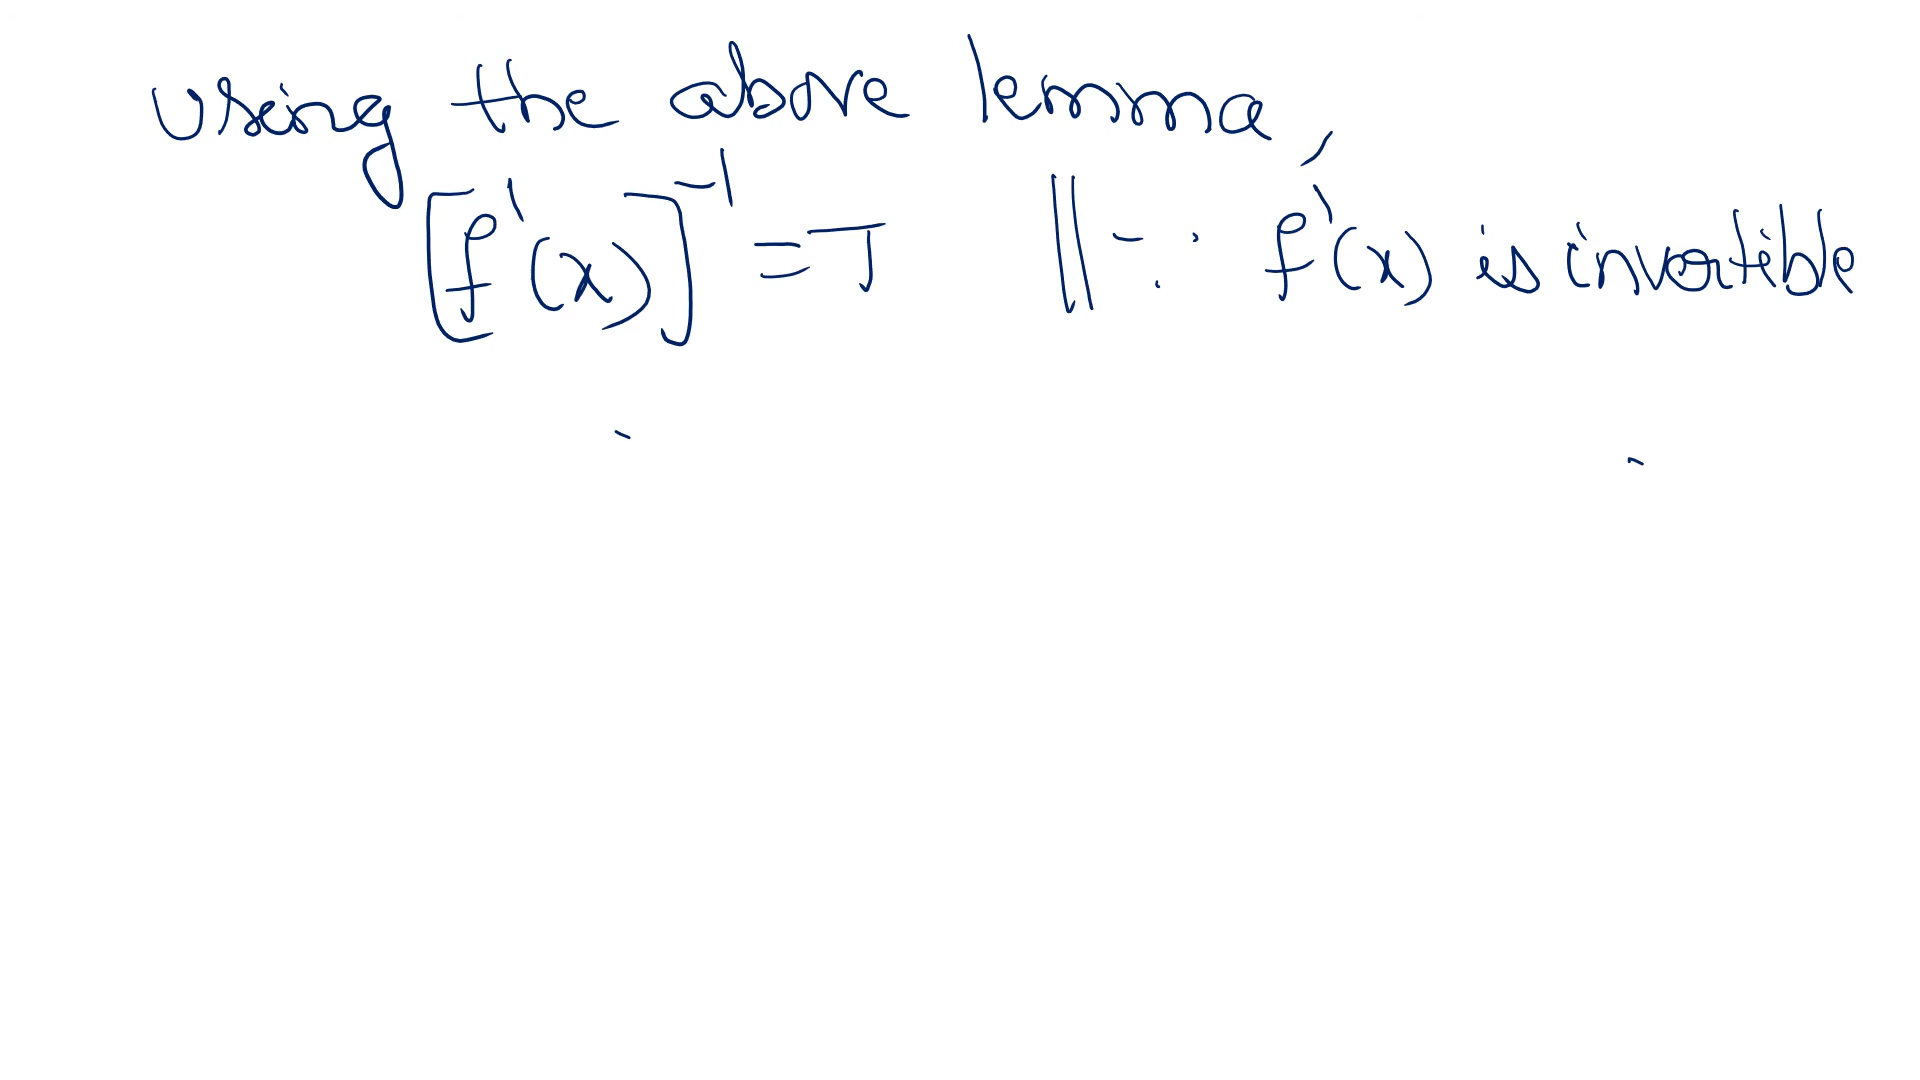 using the above lemma,
[f'(x)]⁻¹ = T || ∵ f'(x) is invertible